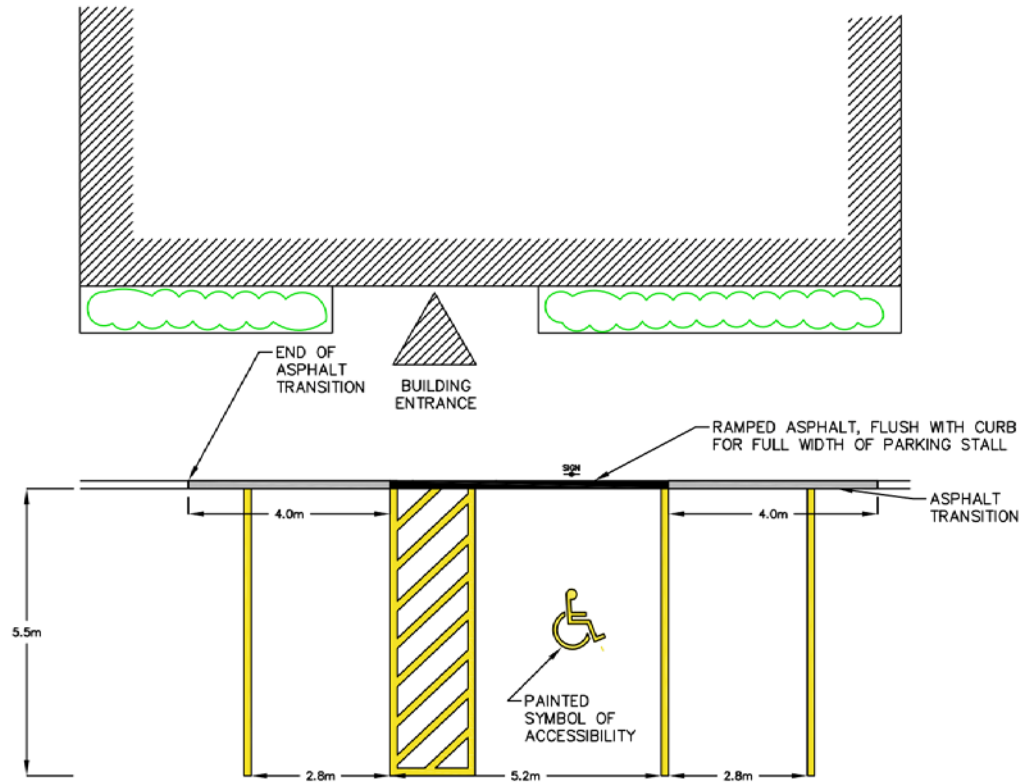 END OF
ASPHALT
TRANSITION
BUILDING
ENTRANCE
RAMPED ASPHALT, FLUSH WITH CURB
FOR FULL WIDTH OF PARKING STALL
SIGN
ASPHALT
TRANSITION
4.0m
4.0m
5.5m
PAINTED
SYMBOL OF
ACCESSIBILITY
2.8m
5.2m
2.8m